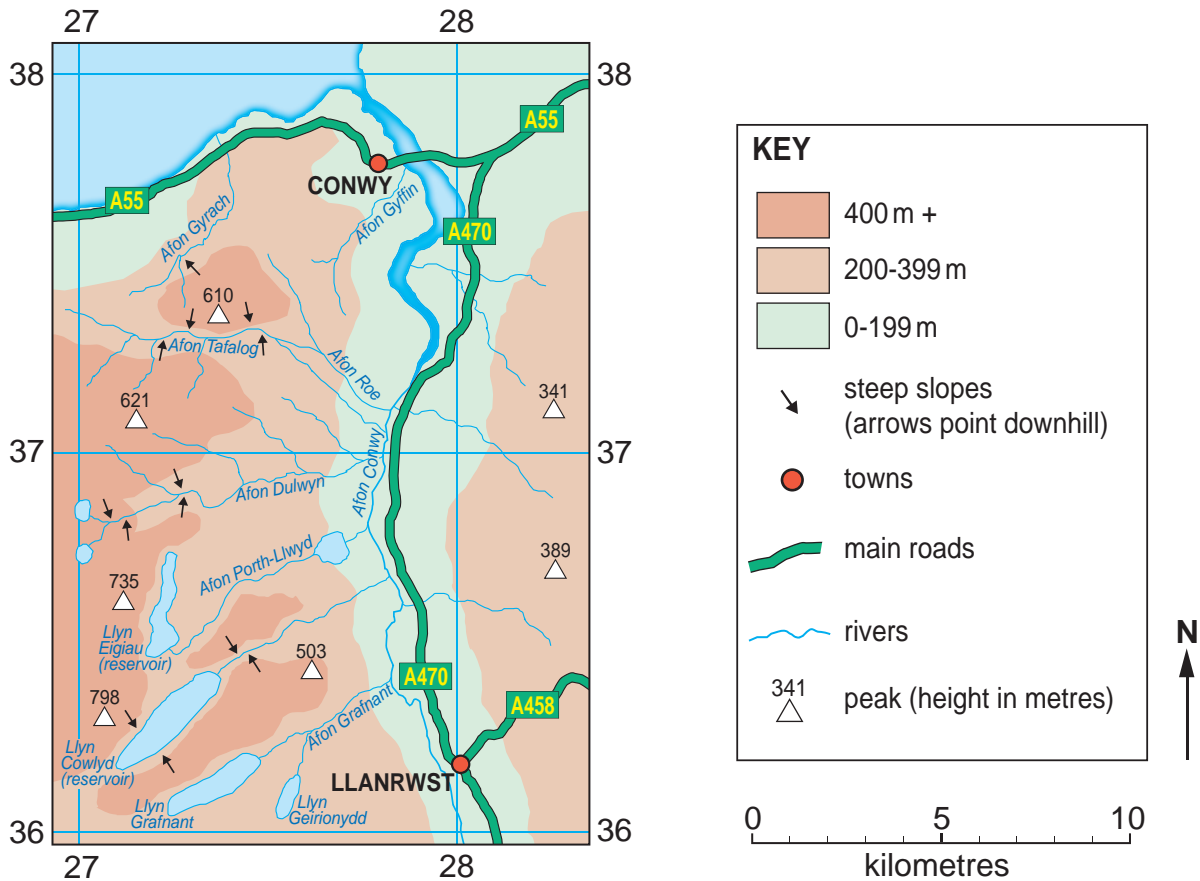 27 28
38 38
A55
A55
CONWY
Afon Gyffin
Afon Gyrach
A470
610
Afon Tafalog
Afon Roe
621
341
37 37
Afon Conwy
Afon Dulwyn
Afon Porth-Llwyd
389
735
Llyn
Eigiau
(reservoir)
503
A470
798
Afon Grafnant
A458
Llyn
Cowlyd
(reservoir)
LLANRWST
Llyn
Grafnant
Llyn
Geirionydd
36 36
27 28
KEY
400 m +
200-399 m
0-199 m
steep slopes
(arrows point downhill)
towns
main roads
rivers
341
peak (height in metres)
N
0 5 10
kilometres